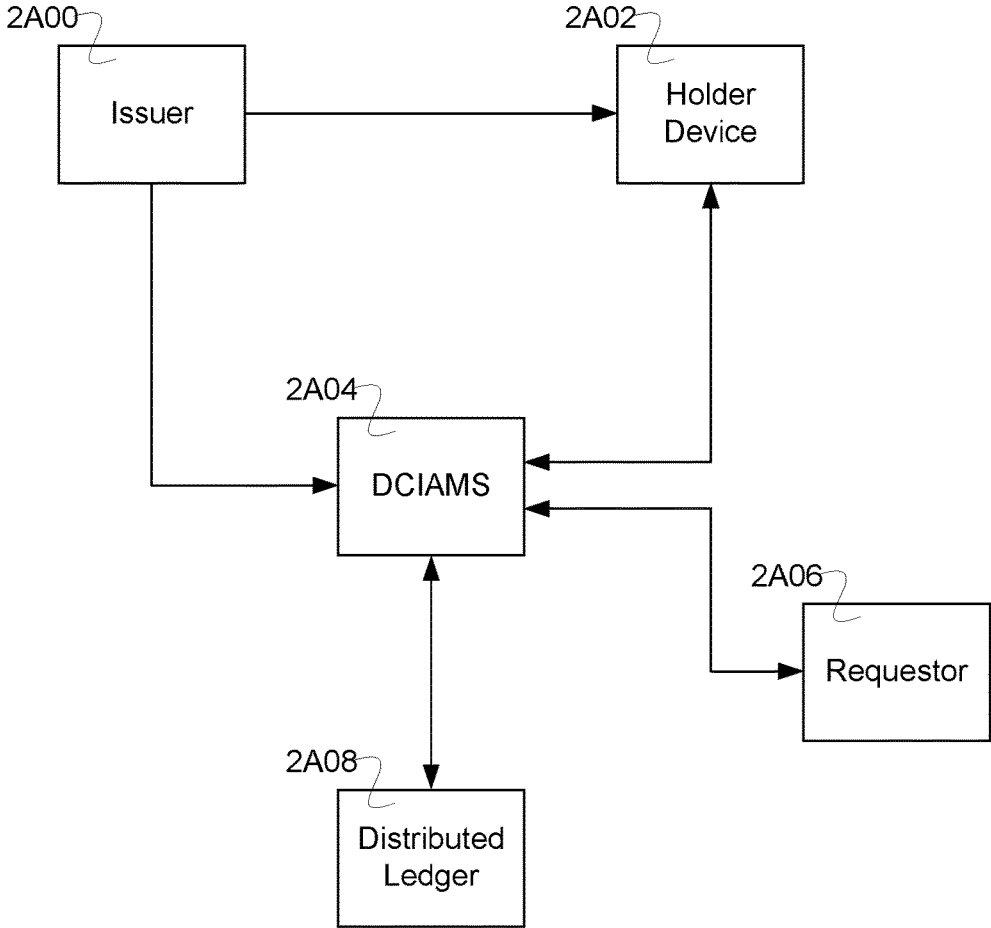 2A00
Issuer
2A02
Holder
Device
2A04
DCIAMS
2A06
Requestor
2A08
Distributed
Ledger